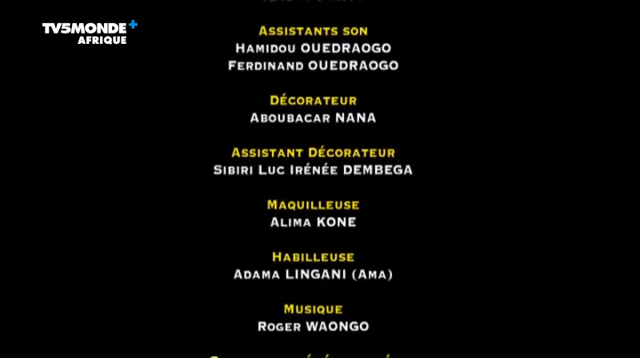 TV5MONDE+
AFRIQUE
Assistants son
Hamidou OUEDRAOGO
Ferdinand OUEDRAOGO
Décorateur
Aboubacar NANA
Assistant Décorateur
Sibiri Luc Irénée DEMBEGA
Maquilleuse
Alima KONE
Habilleuse
Adama LINGANI (Ama)
Musique
Roger WAONGO